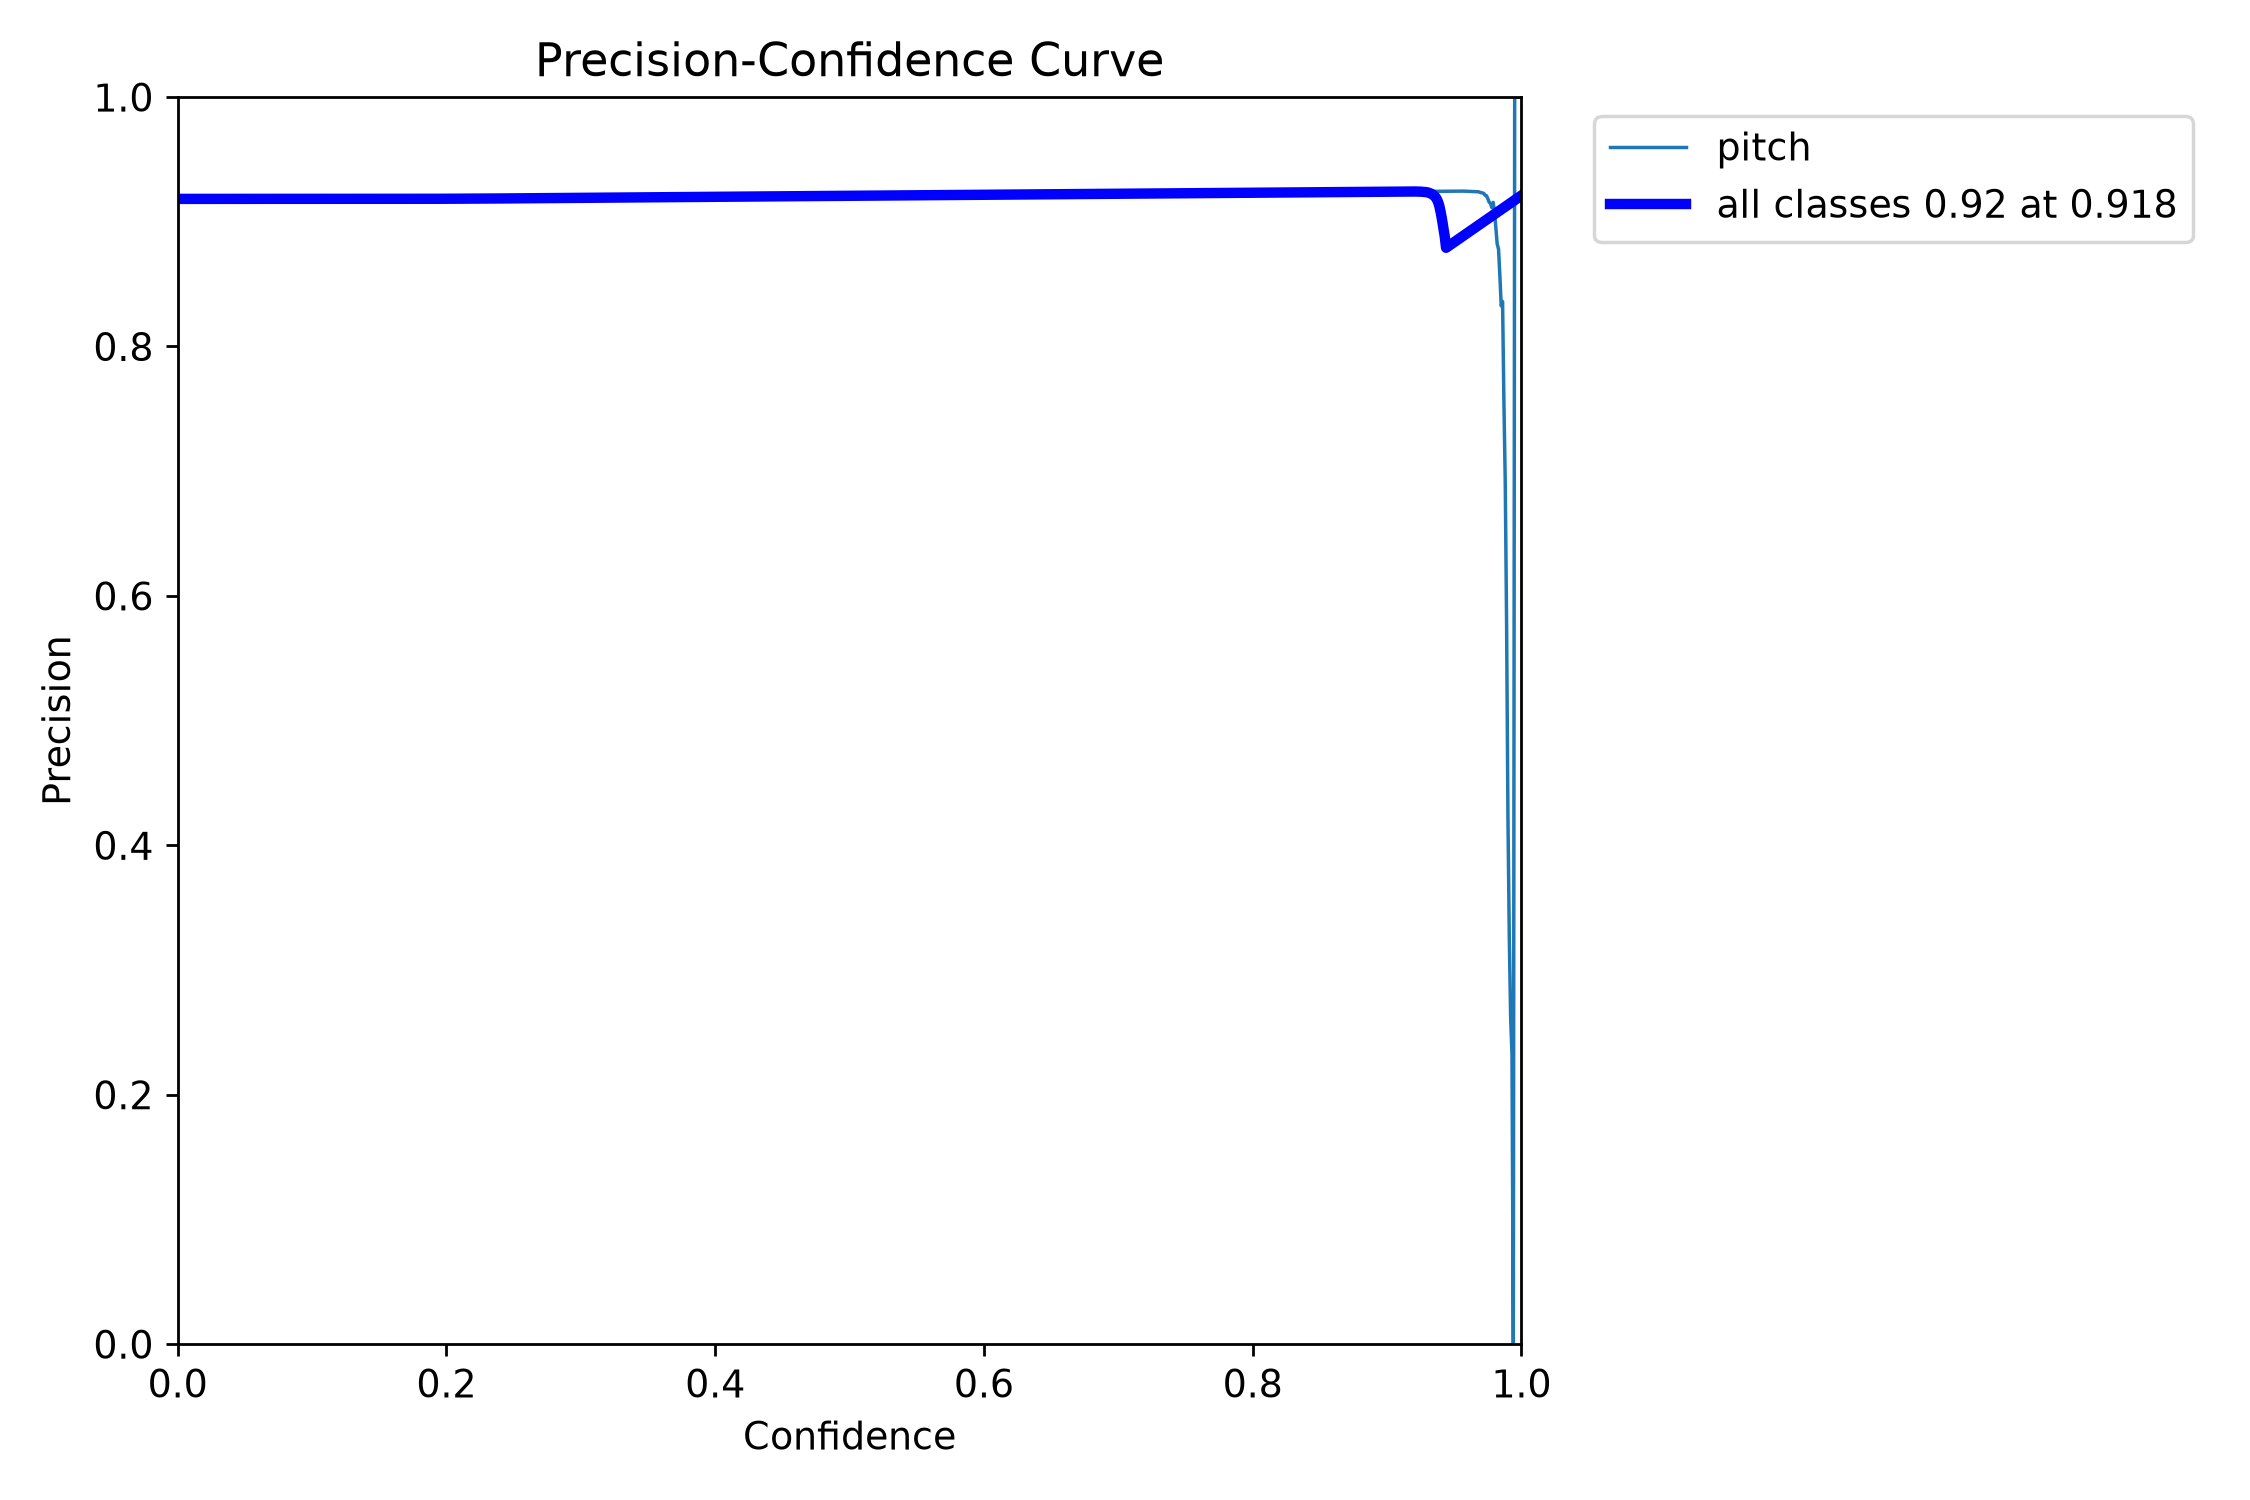 Precision-Confidence Curve
pitch
all classes 0.92 at 0.918
1.0
0.8
0.6
0.4
0.2
0.0
Precision
0.0 0.2 0.4 0.6 0.8 1.0
Confidence